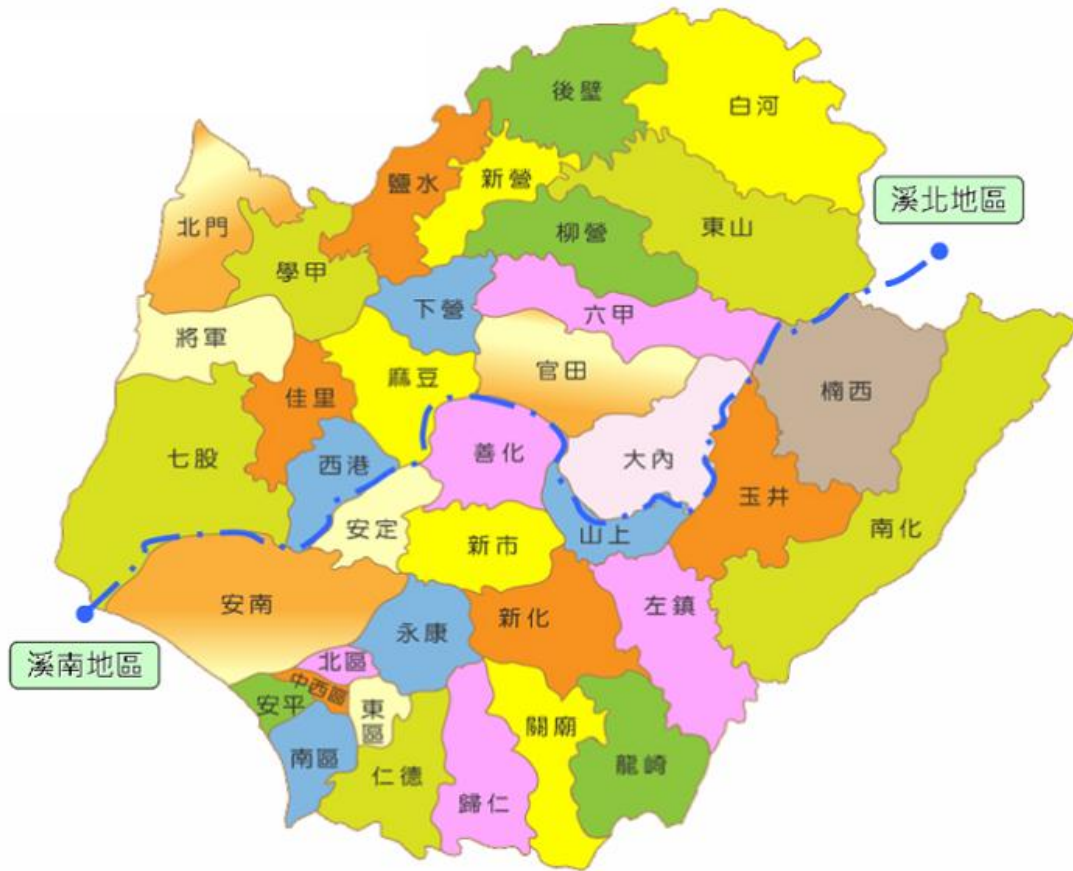 後壁
白河
鹽水
新營
北門
柳營
東山
溪北地區
學甲
下營
六甲
將軍
麻豆
官田
佳里
楠西
七股
西港
善化
大內
玉井
安定
新市
山上
南化
安南
新化
左鎮
永康
溪南地區
北區
中西區
安平
東區
關廟
南區
仁德
龍崎
歸仁